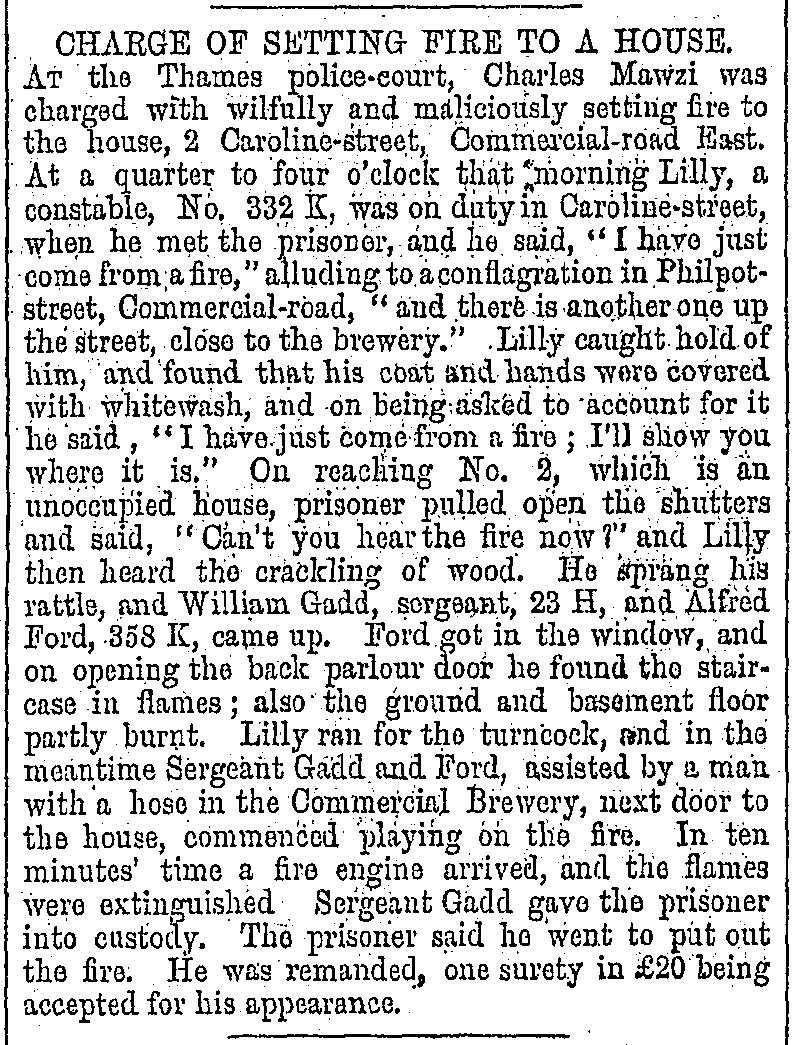 CHARGE OF SETTING FIRE TO A HOUSE.
AT the Thames police-court, Charles Mawzi was
charged with wilfully and maliciously setting fire to
the house, 2 Caroline-street, Commercial-road East.
At a quarter to four o'clock that morning Lilly, a
constable, No. 332 K, was on duty in Caroline-street,
when he met the prisoner, and he said, "I have just
come from a fire," alluding to a conflagration in Philpot-
street, Commercial-road, "and there is another one up
the street, close to the brewery." Lilly caught hold of
him, and found that his coat and hands were covered
with whitewash, and on being asked to account for it
he said, "I have just come from a fire; I'll show you
where it is." On reaching No. 2, which is an
unoccupied house, prisoner pulled open the shutters
and said, "Can't you hear the fire now?" and Lilly
then heard the crackling of wood. He sprang his
rattle, and William Gadd, sergeant, 23 H, and Alfred
Ford, 358 K, came up. Ford got in the window, and
on opening the back parlour door he found the stair-
case in flames; also the ground and basement floor
partly burnt. Lilly ran for the turncock, and in the
meantime Sergeant Gadd and Ford, assisted by a man
with a hose in the Commercial Brewery, next door to
the house, commenced playing on the fire. In ten
minutes' time a fire engine arrived, and the flames
were extinguished Sergeant Gadd gave the prisoner
into custody. The prisoner said he went to put out
the fire. He was remanded, one surety in £20 being
accepted for his appearance.